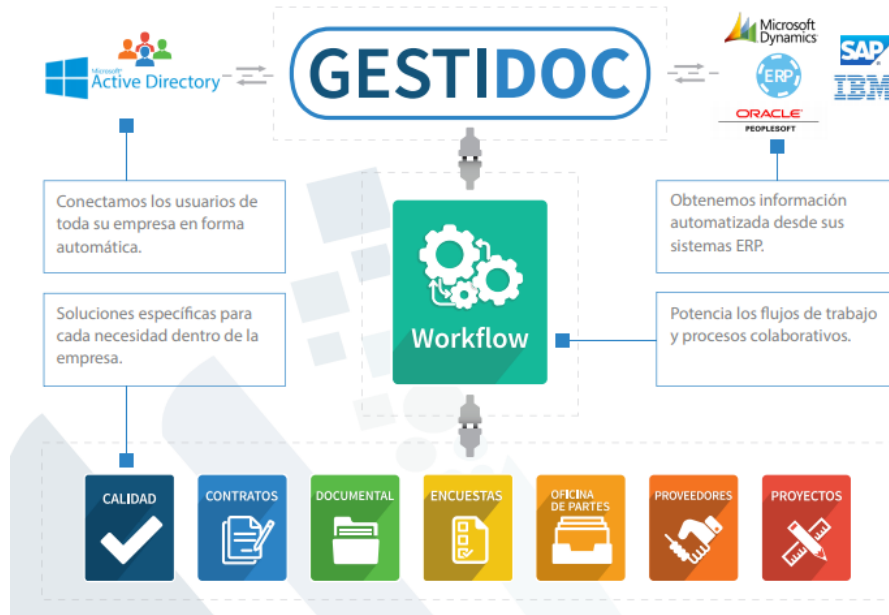 Microsoft
Active Directory
GESTIDOC
Microsoft
Dynamics
ERP
SAP
IBM
ORACLE
PEOPLESOFT
Conectamos los usuarios de
toda su empresa en forma
automática.
Obtenemos información
automatizada desde sus
sistemas ERP.
Soluciones específicas para
cada necesidad dentro de la
empresa.
Workflow
Potencia los flujos de trabajo
y procesos colaborativos.
CALIDAD
CONTRATOS
DOCUMENTAL
ENCUESTAS
OFICINA
DE PARTES
PROVEEDORES
PROYECTOS